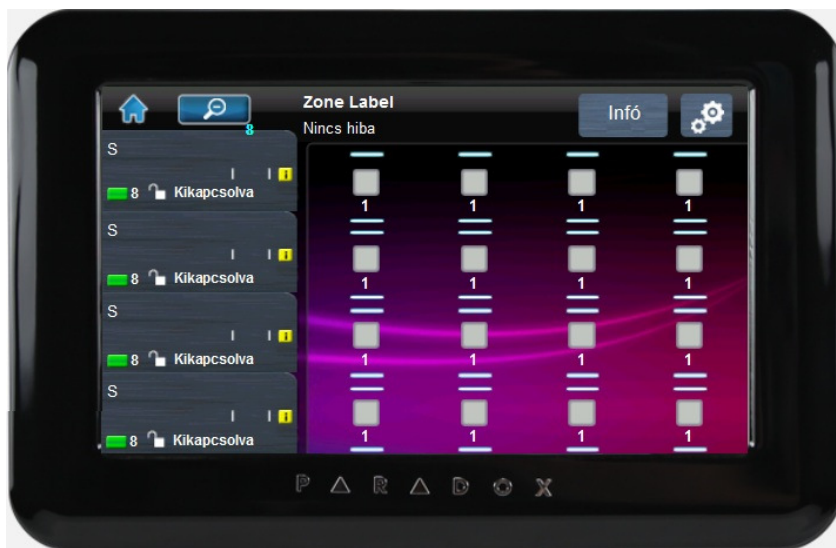 Zone Label
Nincs hiba
Infó
8
S
8 Kikapcsolva
S
8 Kikapcsolva
S
8 Kikapcsolva
S
8 Kikapcsolva
1 1 1 1
1 1 1 1
1 1 1 1
1 1 1 1
PARADOX